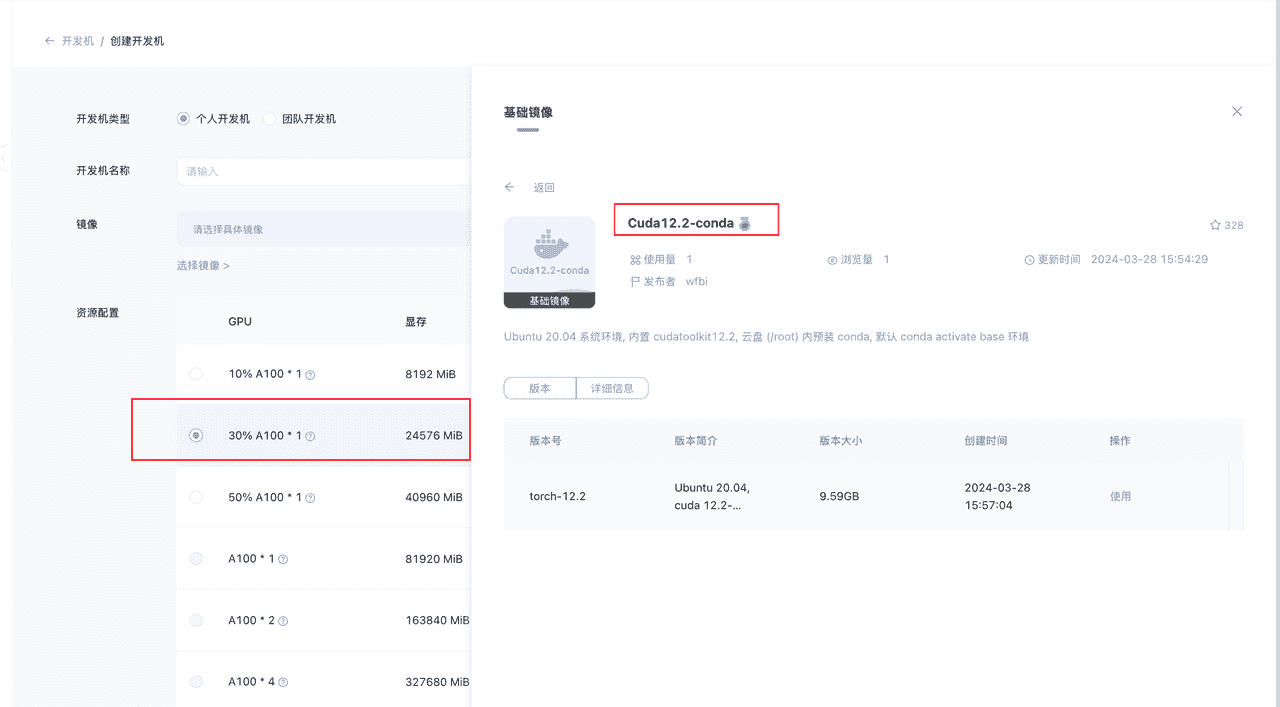 ← 开发机 / 创建开发机
开发机类型 个人开发机 团队开发机
开发机名称 请输入
镜像 请选择具体镜像
选择镜像 >
资源配置
GPU 显存
10% A100 * 1 8192 MiB
30% A100 * 1 24576 MiB
50% A100 * 1 40960 MiB
A100 * 1 81920 MiB
A100 * 2 163840 MiB
A100 * 4 327680 MiB
基础镜像
← 返回
Cuda12.2-conda
基础镜像
Cuda12.2-conda
328
使用量 1 浏览量 1 更新时间 2024-03-28 15:54:29
发布者 wfbi
Ubuntu 20.04 系统环境, 内置 cudatoolkit12.2, 云盘 (/root) 内预装 conda, 默认 conda activate base 环境
版本 详细信息
版本号 版本简介 版本大小 创建时间 操作
torch-12.2 Ubuntu 20.04, cuda 12.2-... 9.59GB 2024-03-28 15:57:04 使用